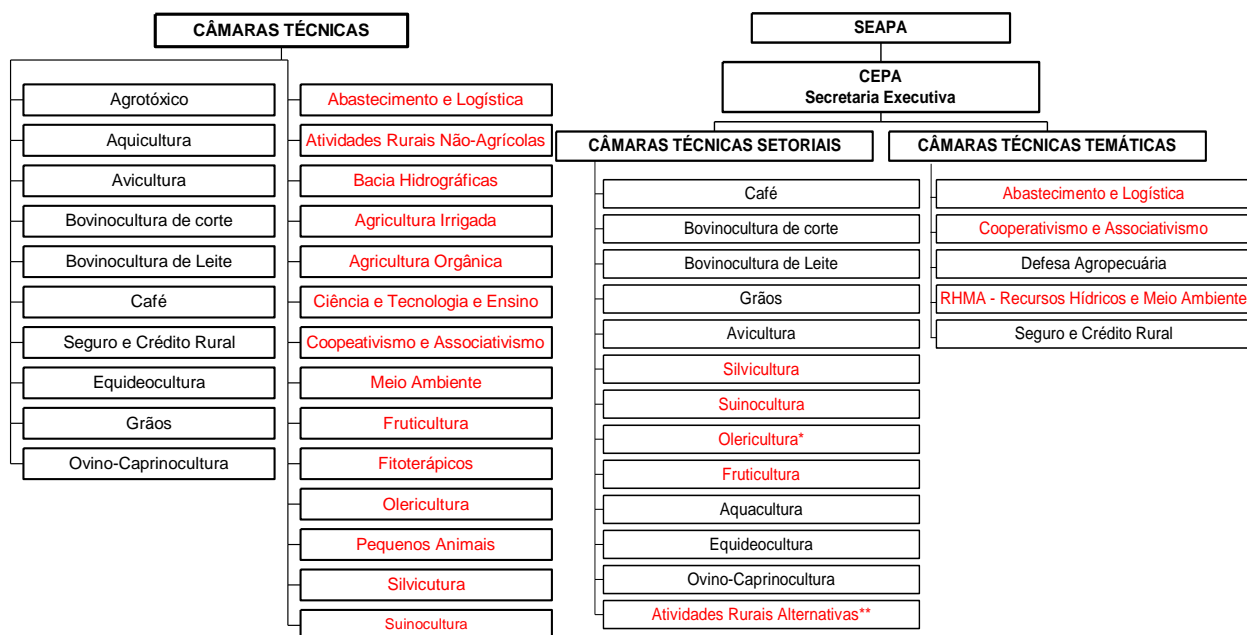 CÂMARAS TÉCNICAS
Agrotóxico
Aquicultura
Avicultura
Bovinocultura de corte
Bovinocultura de Leite
Café
Seguro e Crédito Rural
Equideocultura
Grãos
Ovino-Caprinocultura
Abastecimento e Logística
Atividades Rurais Não-Agrícolas
Bacia Hidrográficas
Agricultura Irrigada
Agricultura Orgânica
Ciência e Tecnologia e Ensino
Coopeativismo e Associativismo
Meio Ambiente
Fruticultura
Fitoterápicos
Olericultura
Pequenos Animais
Silvicutura
Suinocultura
SEAPA
CEPA
Secretaria Executiva
CÂMARAS TÉCNICAS SETORIAIS
Café
Bovinocultura de corte
Bovinocultura de Leite
Grãos
Avicultura
Silvicultura
Suinocultura
Olericultura*
Fruticultura
Aquacultura
Equideocultura
Ovino-Caprinocultura
Atividades Rurais Alternativas**
CÂMARAS TÉCNICAS TEMÁTICAS
Abastecimento e Logística
Cooperativismo e Associativismo
Defesa Agropecuária
RHMA - Recursos Hídricos e Meio Ambiente
Seguro e Crédito Rural